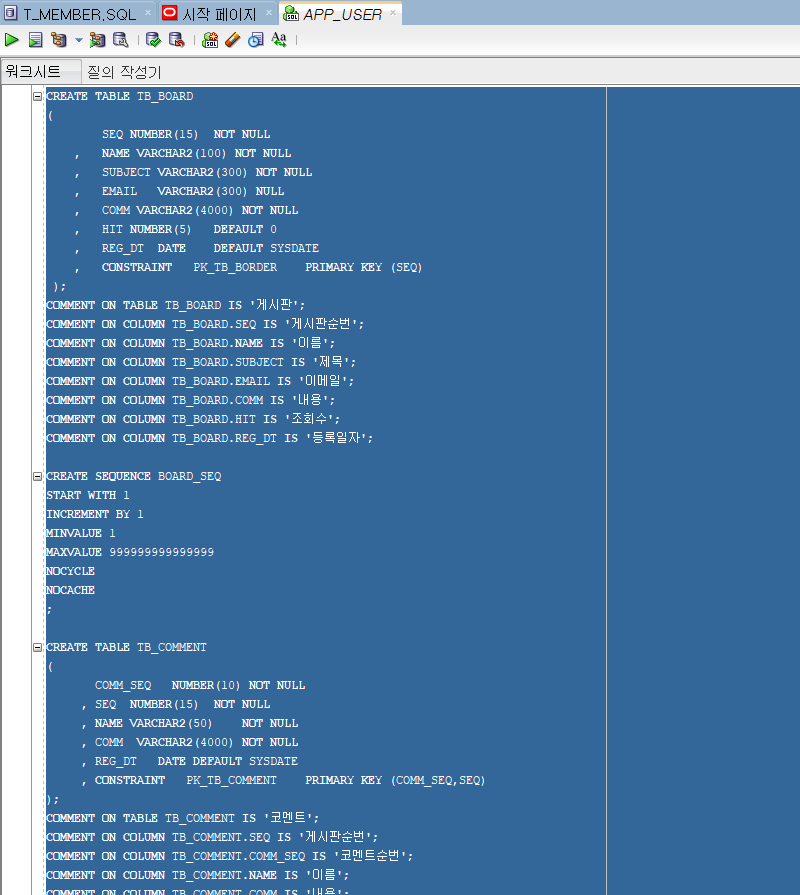 T_MEMBER.SQL × 시작 페이지 × APP_USER ×
워크시트 질의 작성기
CREATE TABLE TB_BOARD
(
SEQ NUMBER(15) NOT NULL
, NAME VARCHAR2(100) NOT NULL
, SUBJECT VARCHAR2(300) NOT NULL
, EMAIL VARCHAR2(300) NULL
, COMM VARCHAR2(4000) NOT NULL
, HIT NUMBER(5) DEFAULT 0
, REG_DT DATE DEFAULT SYSDATE
, CONSTRAINT PK_TB_BORDER PRIMARY KEY (SEQ)
);
COMMENT ON TABLE TB_BOARD IS '게시판';
COMMENT ON COLUMN TB_BOARD.SEQ IS '게시판순번';
COMMENT ON COLUMN TB_BOARD.NAME IS '이름';
COMMENT ON COLUMN TB_BOARD.SUBJECT IS '제목';
COMMENT ON COLUMN TB_BOARD.EMAIL IS '이메일';
COMMENT ON COLUMN TB_BOARD.COMM IS '내용';
COMMENT ON COLUMN TB_BOARD.HIT IS '조회수';
COMMENT ON COLUMN TB_BOARD.REG_DT IS '등록일자';
CREATE SEQUENCE BOARD_SEQ
START WITH 1
INCREMENT BY 1
MINVALUE 1
MAXVALUE 999999999999999
NOCYCLE
NOCACHE
;
CREATE TABLE TB_COMMENT
(
COMM_SEQ NUMBER(10) NOT NULL
, SEQ NUMBER(15) NOT NULL
, NAME VARCHAR2(50) NOT NULL
, COMM VARCHAR2(4000) NOT NULL
, REG_DT DATE DEFAULT SYSDATE
, CONSTRAINT PK_TB_COMMENT PRIMARY KEY (COMM_SEQ,SEQ)
);
COMMENT ON TABLE TB_COMMENT IS '코멘트';
COMMENT ON COLUMN TB_COMMENT.SEQ IS '게시판순번';
COMMENT ON COLUMN TB_COMMENT.COMM_SEQ IS '코멘트순번';
COMMENT ON COLUMN TB_COMMENT.NAME IS '이름';
COMMENT ON COLUMN TB_COMMENT.COMM IS '내용';